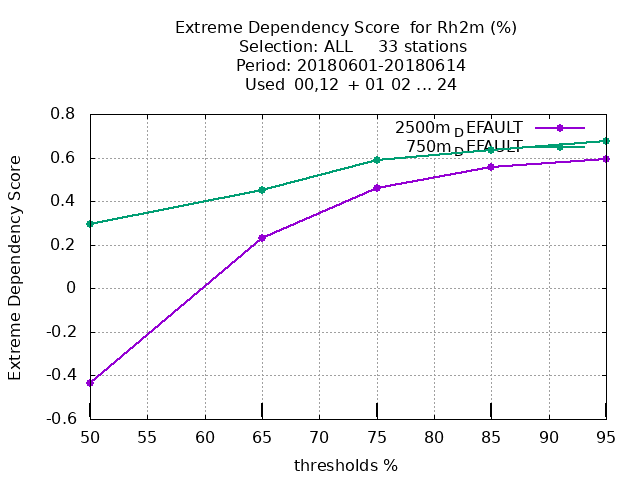 Extreme Dependency Score  for Rh2m (%)
Selection: ALL     33 stations
Period: 20180601-20180614
Used  00,12  + 01 02 ... 24
2500m_DEFAULT
750m_DEFAULT
Extreme Dependency Score
0.8
0.6
0.4
0.2
0
-0.2
-0.4
-0.6
50 55 60 65 70 75 80 85 90 95
thresholds %